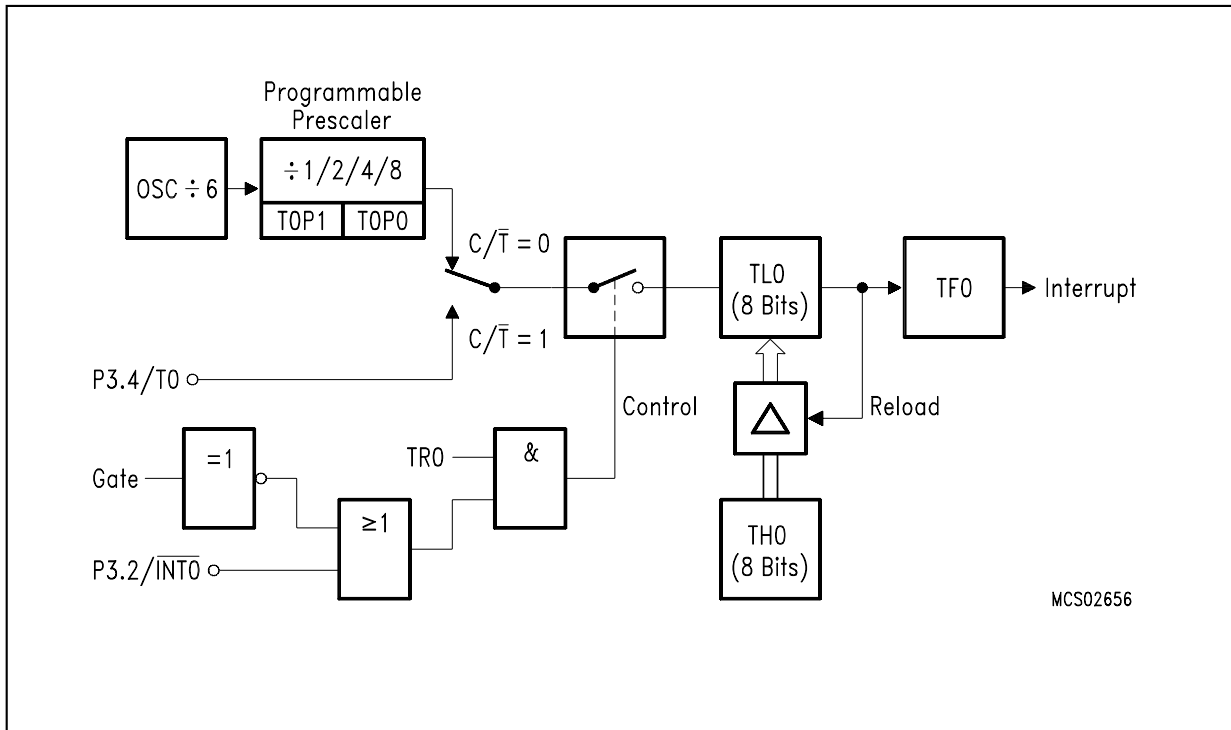 Programmable
Prescaler
OSC ÷ 6
÷ 1/2/4/8
T0P1
T0P0
C/T̅ = 0
C/T̅ = 1
P3.4/T0
TL0
(8 Bits)
TF0
Interrupt
Control
Reload
Gate
=1
TR0
&
≥1
P3.2/I̅N̅T̅0̅
TH0
(8 Bits)
MCS02656